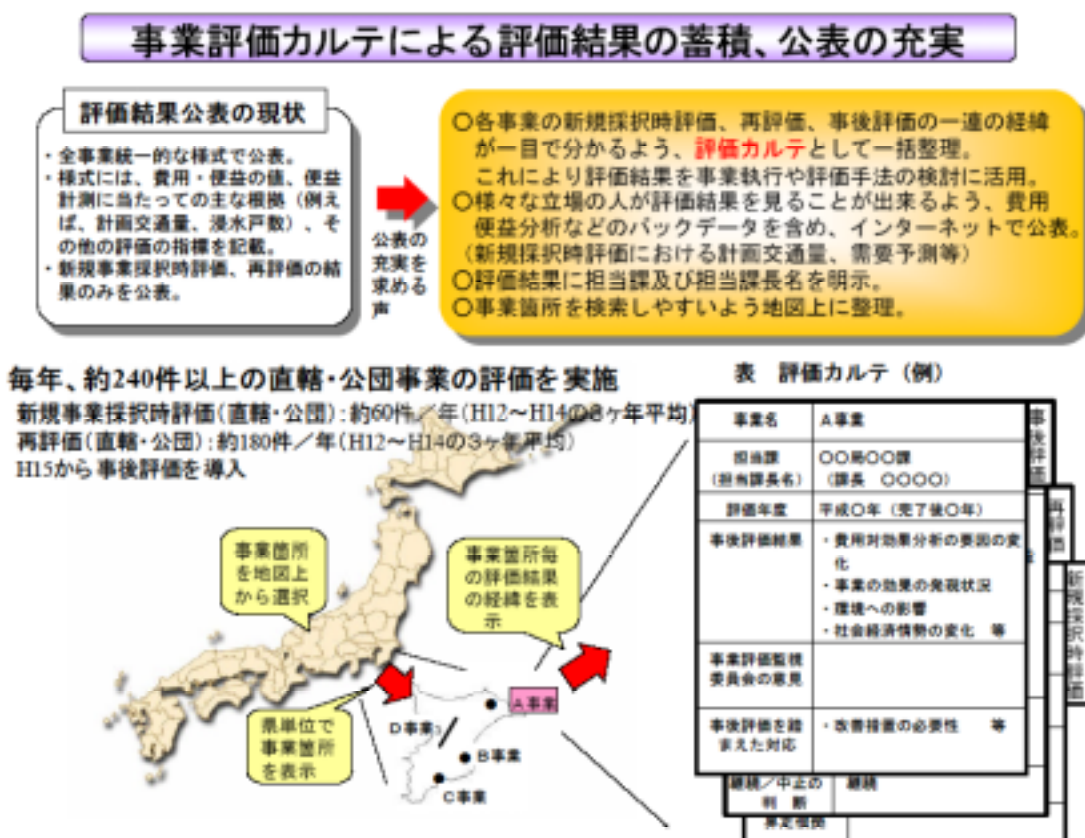 事業評価カルテによる評価結果の蓄積、公表の充実
評価結果公表の現状
・全事業統一的な様式で公表。
・様式には、費用・便益の値、便益
計測に当たっての主な根拠（例え
ば、計画交通量、浸水戸数）、そ
の他の評価の指標を記載。
・新規事業採択時評価、再評価の結
果のみを公表。
公表の
充実を
求める
声
〇各事業の新規採択時評価、再評価、事後評価の一連の経緯
が一目で分かるよう、評価カルテとして一括整理。
これにより評価結果を事業執行や評価手法の検討に活用。
〇様々な立場の人が評価結果を見ることが出来るよう、費用
便益分析などのバックデータを含め、インターネットで公表。
（新規採択時評価における計画交通量、需要予測等）
〇評価結果に担当課及び担当課長名を明示。
〇事業箇所を検索しやすいよう地図上に整理。
毎年、約240件以上の直轄・公団事業の評価を実施
新規事業採択時評価（直轄・公団）：約60件／年（H12～H14の3ヶ年平均）
再評価（直轄・公団）：約180件／年（H12～H14の3ヶ年平均）
H15から事後評価を導入
事業箇所
を地図上
から選択
事業箇所毎
の評価結果
の経緯を表
示
県単位で
事業箇所
を表示
A事業
D事業
B事業
C事業
表 評価カルテ（例）
事業名 A事業
担当課 〇〇局〇〇課
（担当課長名） （課長 〇〇〇〇）
評価年度 平成〇年（完了後〇年）
事後評価結果 ・費用対効果分析の要因の変
化
・事業の効果の発現状況
・環境への影響
・社会経済情勢の変化 等
事業評価監視
委員会の意見
事後評価を踏 ・改善措置の必要性 等
まえた対応
継続／中止の 継続
判 断
事後評価
再評価
新規採択時評価